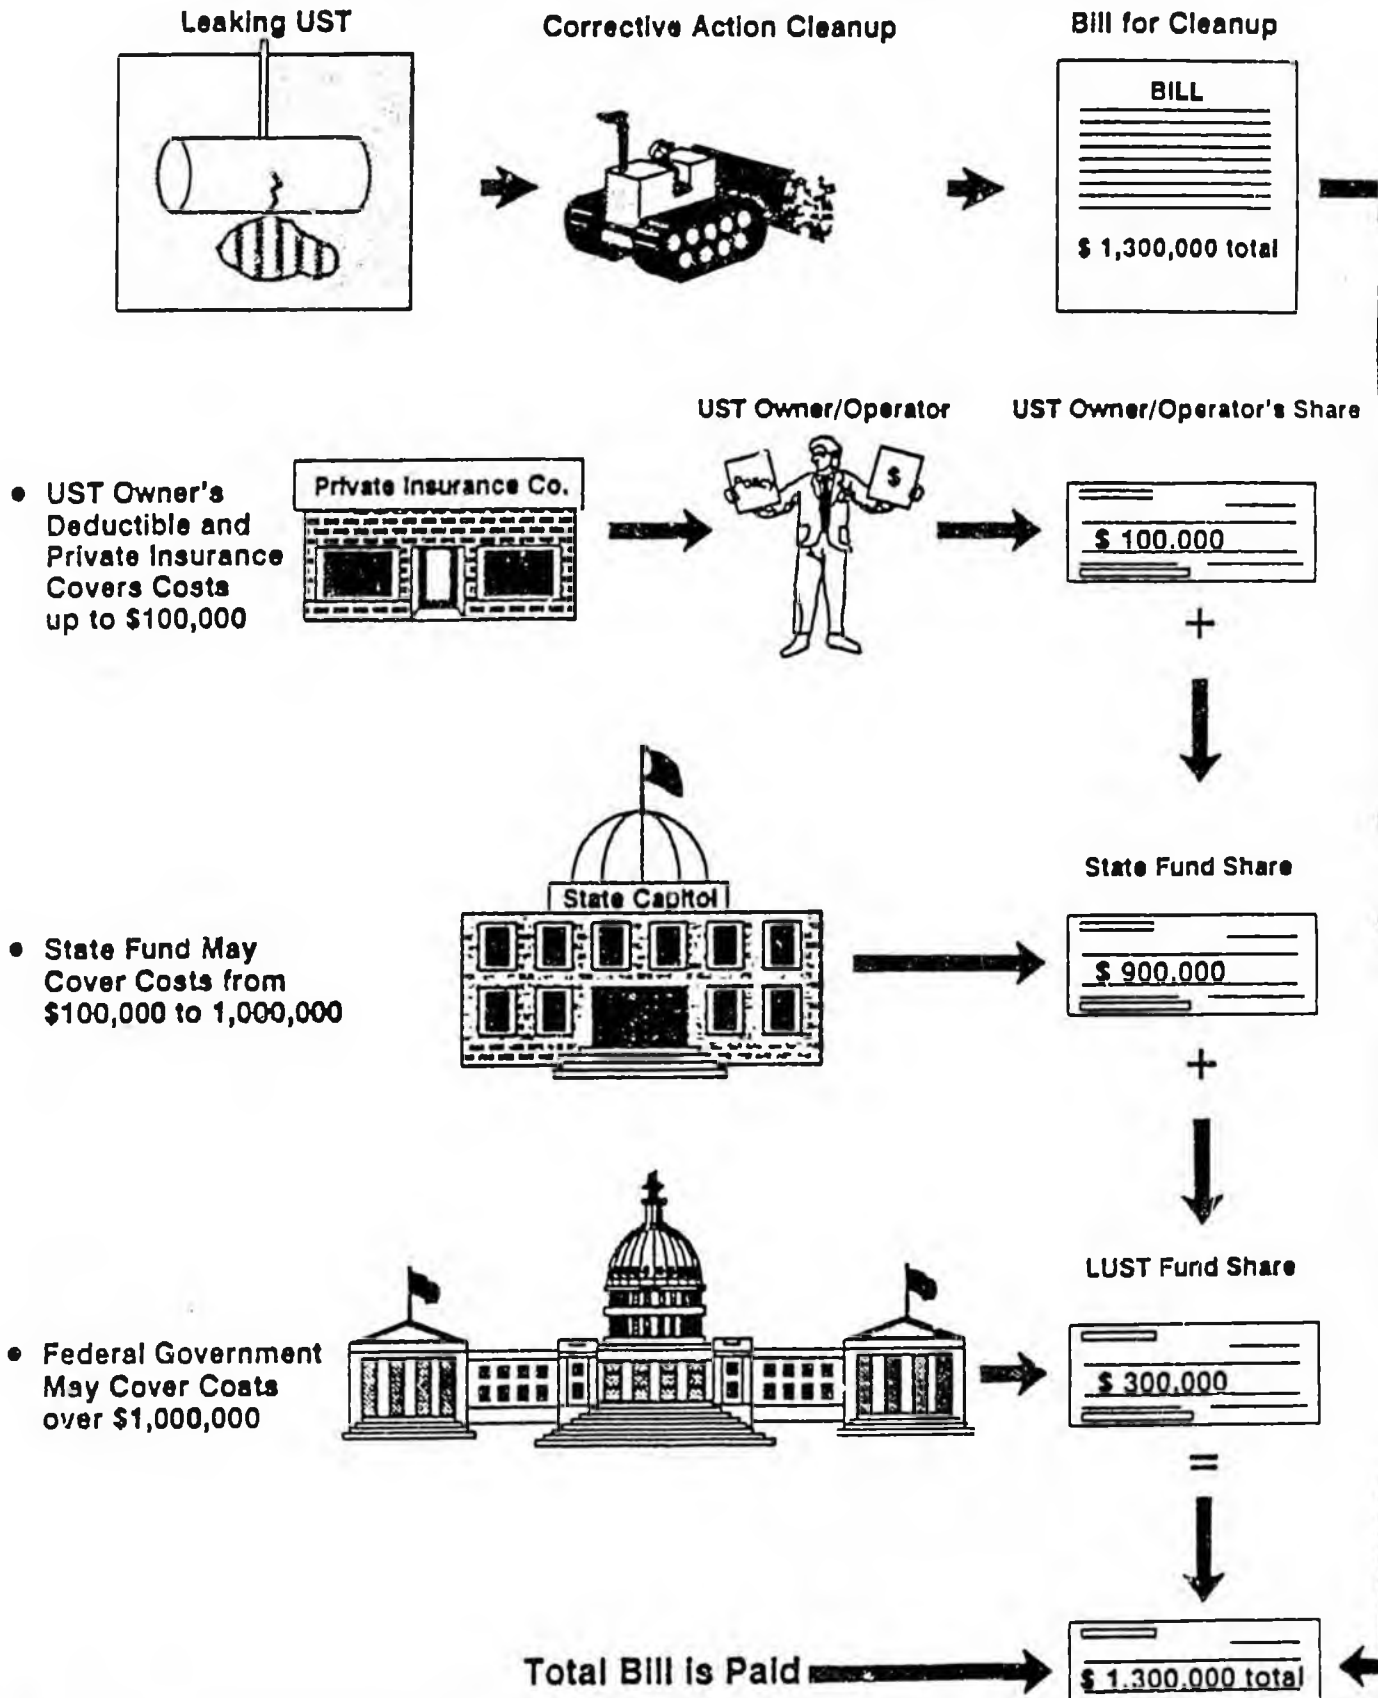 Leaking UST
Corrective Action Cleanup
Bill for Cleanup
BILL
$ 1,300,000 total
UST Owner/Operator
UST Owner/Operator's Share
• UST Owner's
Deductible and
Private Insurance
Covers Costs
up to $100,000
Private Insurance Co.
POLICY
$
$ 100.000
+
State Fund Share
• State Fund May
Cover Costs from
$100,000 to 1,000,000
State Capitol
$ 900,000
+
LUST Fund Share
• Federal Government
May Cover Costs
over $1,000,000
$ 300,000
=
Total Bill is Paid
$ 1.300.000 total